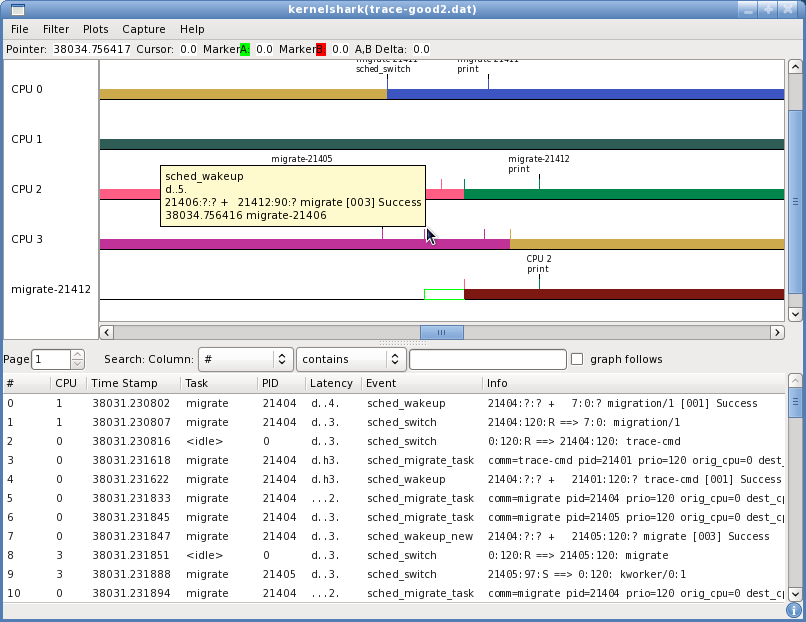 kernelshark(trace-good2.dat)
File Filter Plots Capture Help
Pointer: 38034.756417 Cursor: 0.0 MarkerA: 0.0 MarkerB: 0.0 A,B Delta: 0.0
migrate-21411 migrate-21411
sched_switch print
CPU 0
CPU 1
migrate-21405 migrate-21412
print
CPU 2
sched_wakeup
d..5.
21406:?:? + 21412:90:? migrate [003] Success
38034.756416 migrate-21406
CPU 3
CPU 2
print
migrate-21412
Page 1 Search: Column: # contains graph follows
# CPU Time Stamp Task PID Latency Event Info
0 1 38031.230802 migrate 21404 d..4. sched_wakeup 21404:?:? + 7:0:? migration/1 [001] Success
1 1 38031.230807 migrate 21404 d..3. sched_switch 21404:120:R ==> 7:0: migration/1
2 0 38031.230816 <idle> 0 d..3. sched_switch 0:120:R ==> 21404:120: trace-cmd
3 0 38031.231618 migrate 21404 d.h3. sched_migrate_task comm=trace-cmd pid=21401 prio=120 orig_cpu=0 dest_
4 0 38031.231622 migrate 21404 d.h3. sched_wakeup 21404:?:? + 21401:120:? trace-cmd [001] Success
5 0 38031.231833 migrate 21404 ...2. sched_migrate_task comm=migrate pid=21404 prio=120 orig_cpu=0 dest_c
6 0 38031.231845 migrate 21404 d..3. sched_migrate_task comm=migrate pid=21405 prio=120 orig_cpu=0 dest_c
7 0 38031.231847 migrate 21404 d..3. sched_wakeup_new 21404:?:? + 21405:120:? migrate [003] Success
8 3 38031.231851 <idle> 0 d..3. sched_switch 0:120:R ==> 21405:120: migrate
9 3 38031.231888 migrate 21405 d..3. sched_switch 21405:97:S ==> 0:120: kworker/0:1
10 0 38031.231894 migrate 21404 ...2. sched_migrate_task comm=migrate pid=21404 prio=120 orig_cpu=0 dest_c